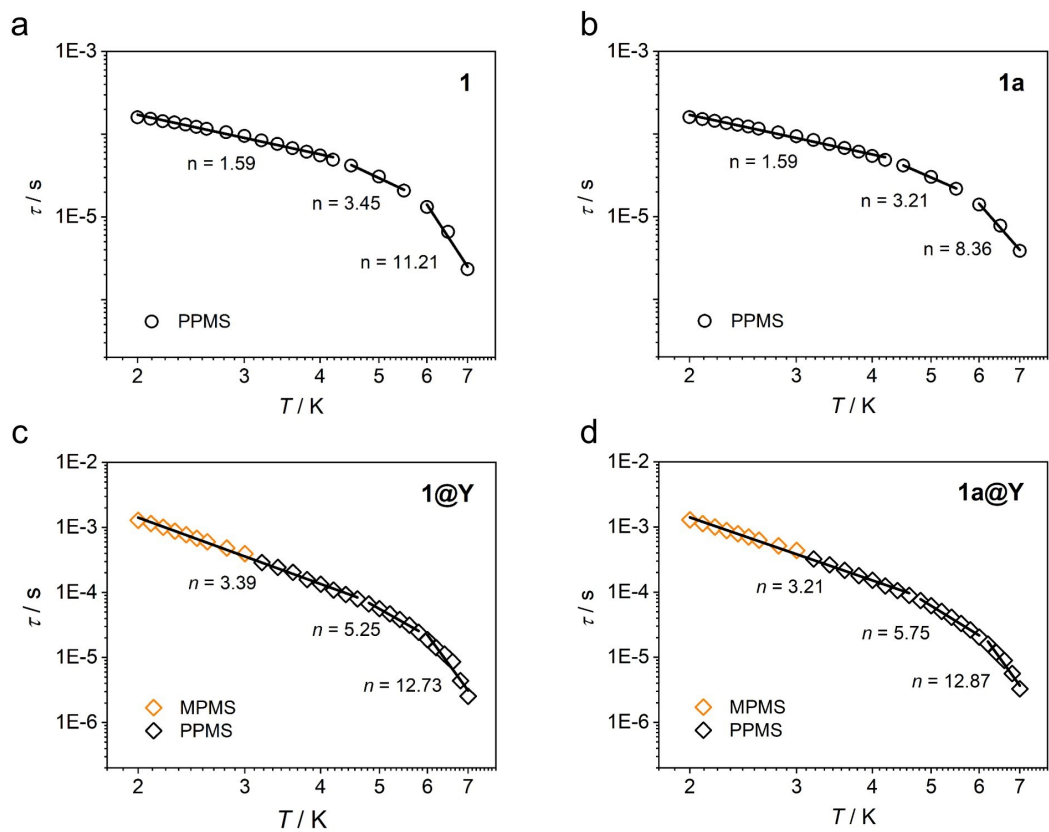 a
1E-3
1
n = 1.59
n = 3.45
1E-5
n = 11.21
PPMS
τ / s
2 3 4 5 6 7
T / K
b
1E-3
1a
n = 1.59
n = 3.21
1E-5
n = 8.36
PPMS
τ / s
2 3 4 5 6 7
T / K
c
1E-2
1@Y
1E-3
n = 3.39
1E-4
n = 5.25
1E-5
n = 12.73
MPMS
1E-6
PPMS
τ / s
2 3 4 5 6 7
T / K
d
1E-2
1a@Y
1E-3
n = 3.21
1E-4
n = 5.75
1E-5
n = 12.87
MPMS
1E-6
PPMS
τ / s
2 3 4 5 6 7
T / K